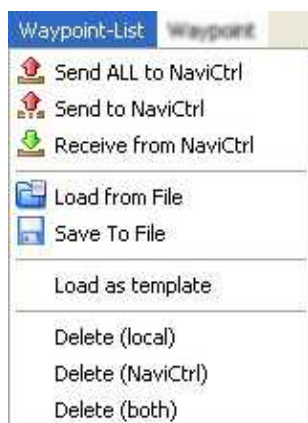 Waypoint-List Waypoint
Send ALL to NaviCtrl
Send to NaviCtrl
Receive from NaviCtrl
Load from File
Save To File
Load as template
Delete (local)
Delete (NaviCtrl)
Delete (both)